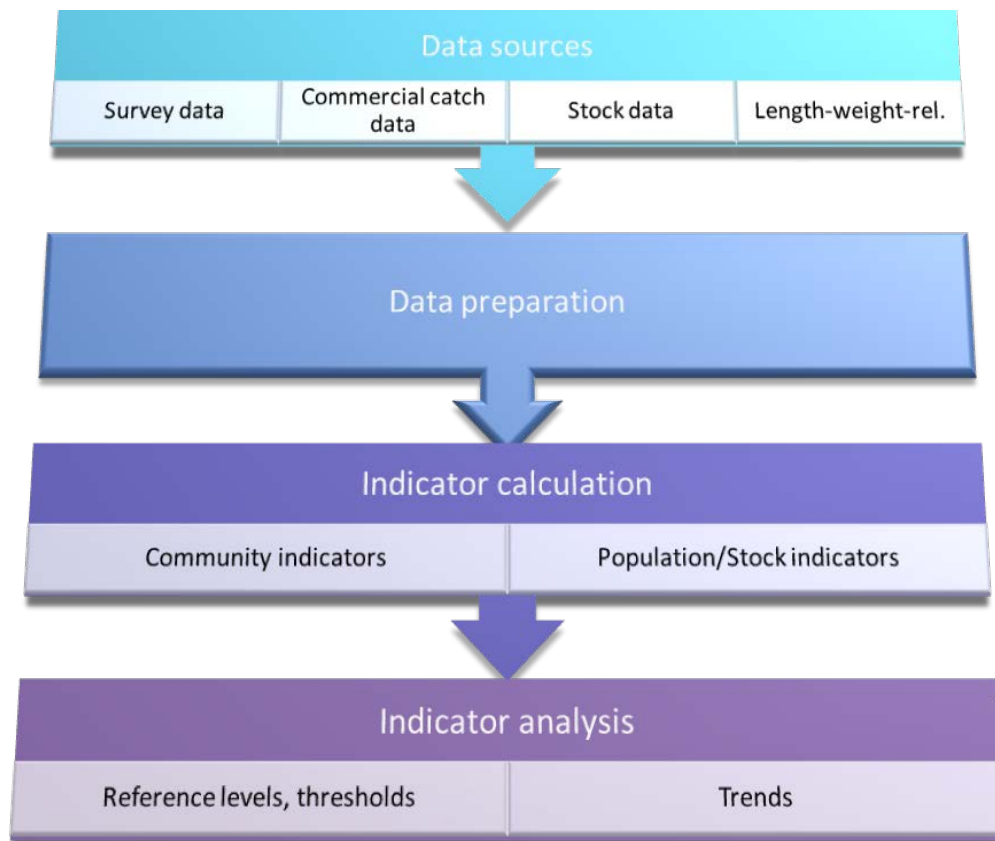 Data sources
Survey data
Commercial catch
data
Stock data
Length-weight-rel.
Data preparation
Indicator calculation
Community indicators
Population/Stock indicators
Indicator analysis
Reference levels, thresholds
Trends